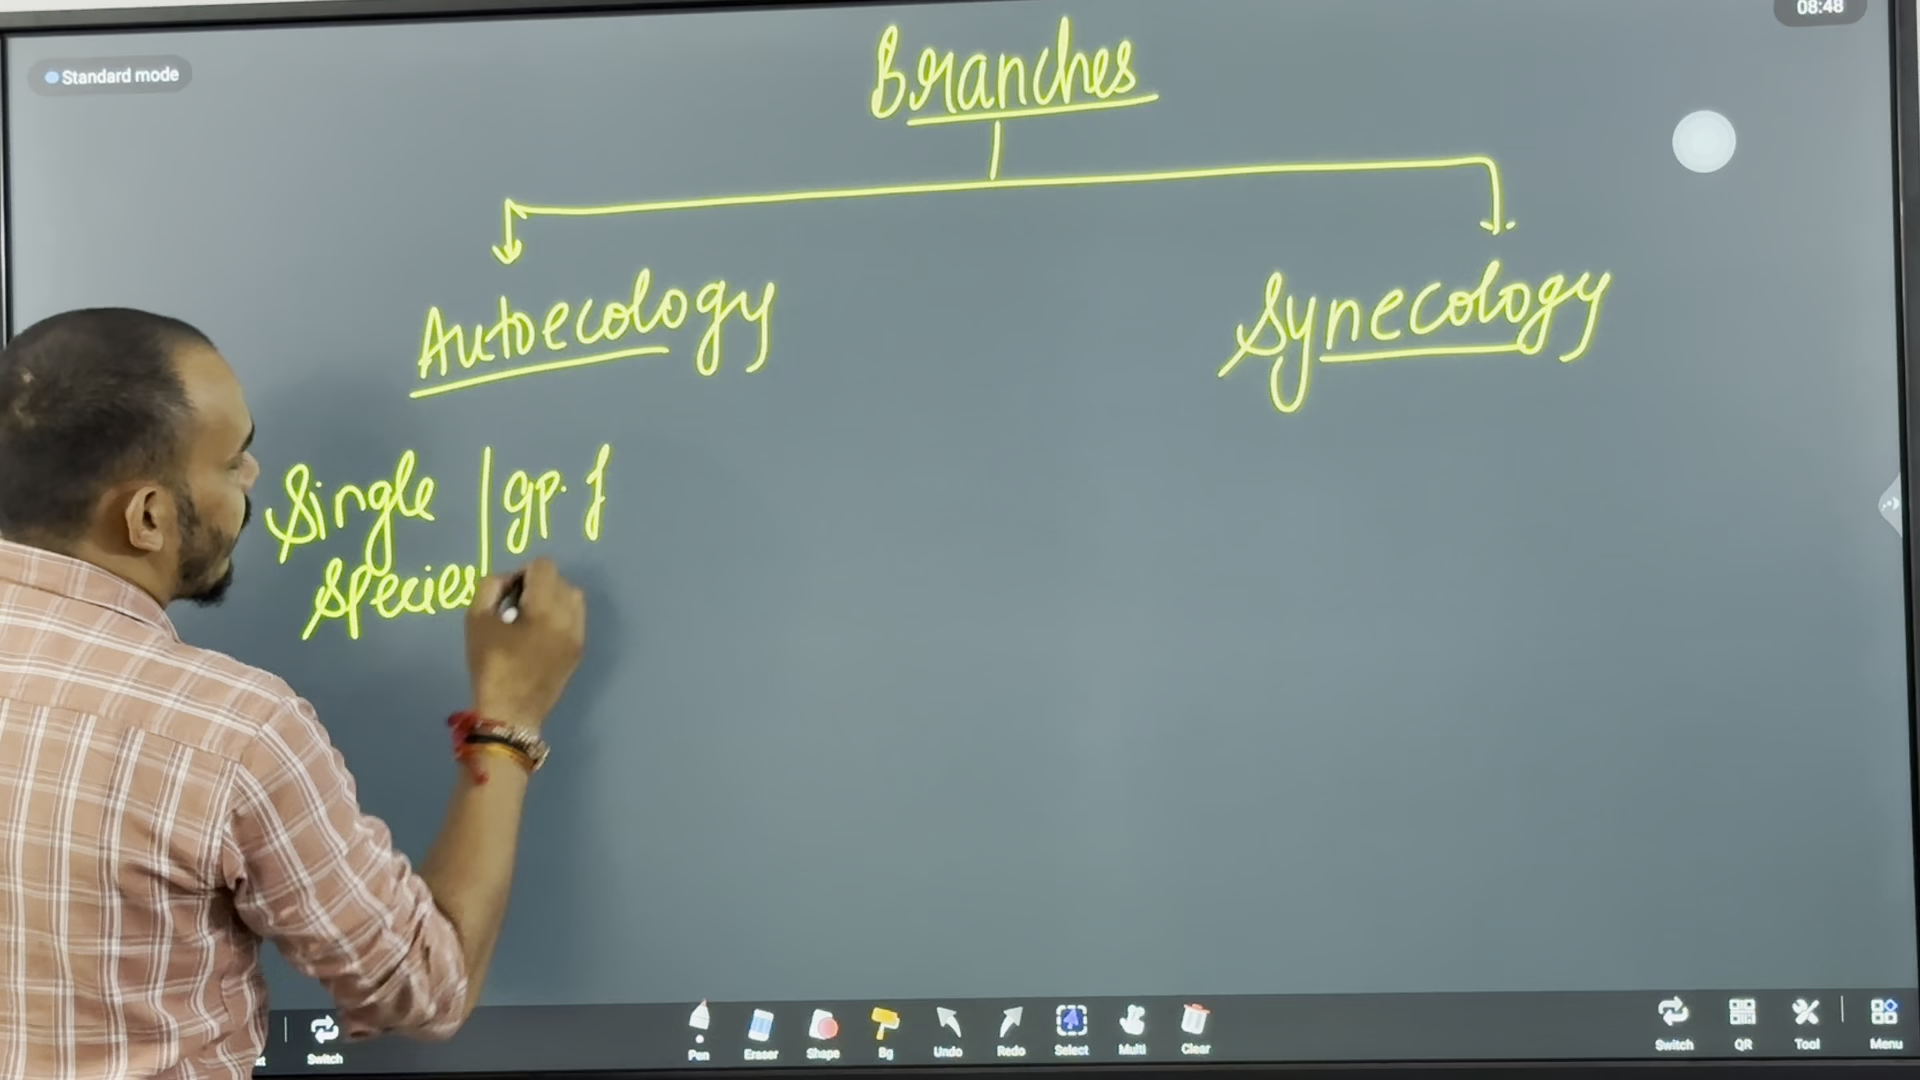 08:48
Standard mode
Branches
Autoecology
Synecology
Single | gp. of
Species
Switch
Pen
Eraser
Shape
Bg
Undo
Redo
Select
Multi
Clear
Switch
QR
Tool
Menu